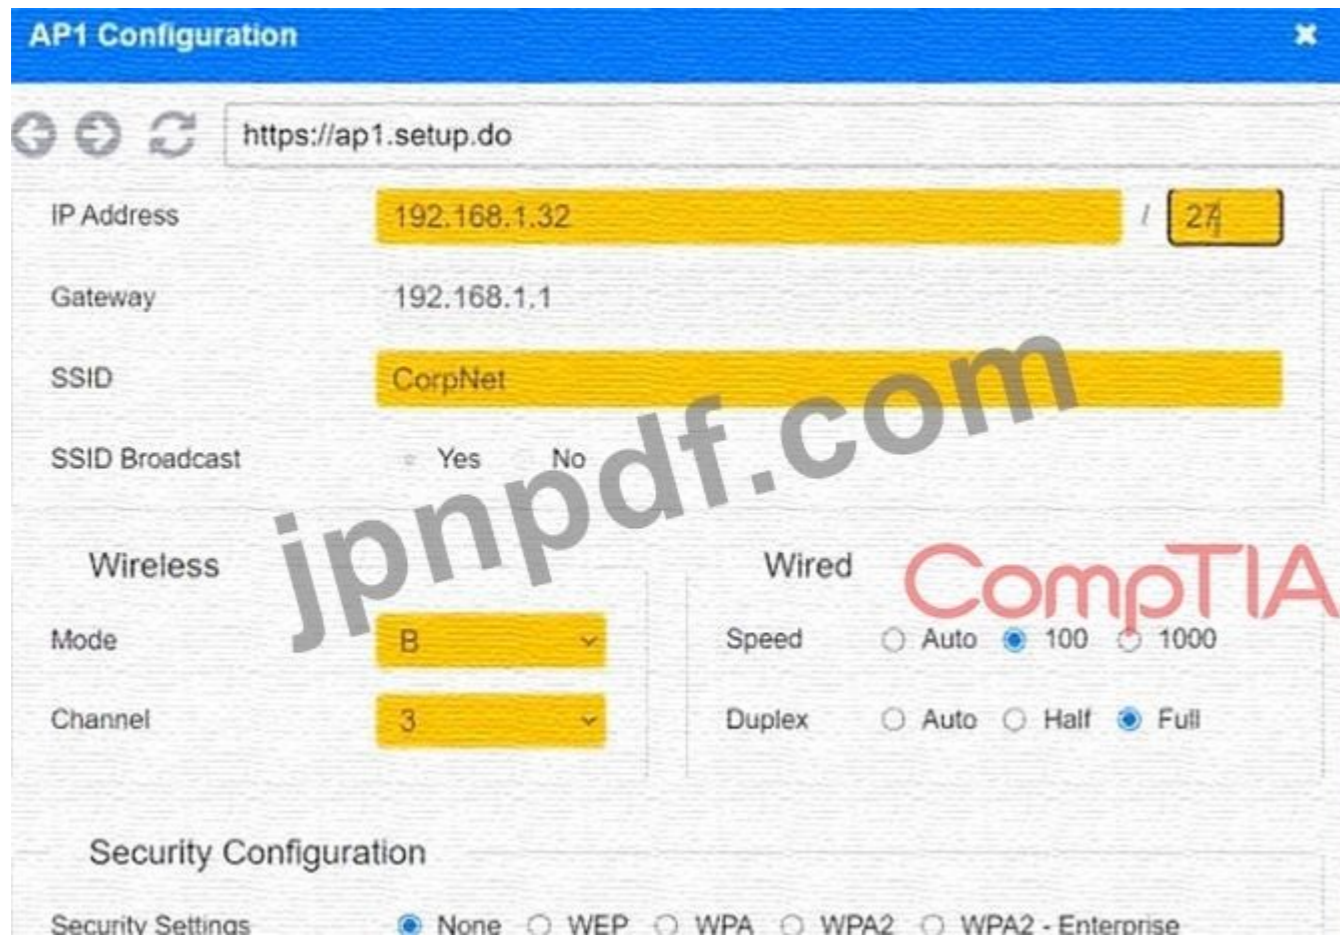 AP1 Configuration
https://ap1.setup.do
IP Address 192.168.1.32 / 27
Gateway 192.168.1.1
SSID CorpNet
SSID Broadcast Yes No
jpnpdf.com
Wireless Wired
CompTIA
Mode B Speed Auto 100 1000
Channel 3 Duplex Auto Half Full
Security Configuration
Security Settings None WEP WPA WPA2 WPA2 - Enterprise